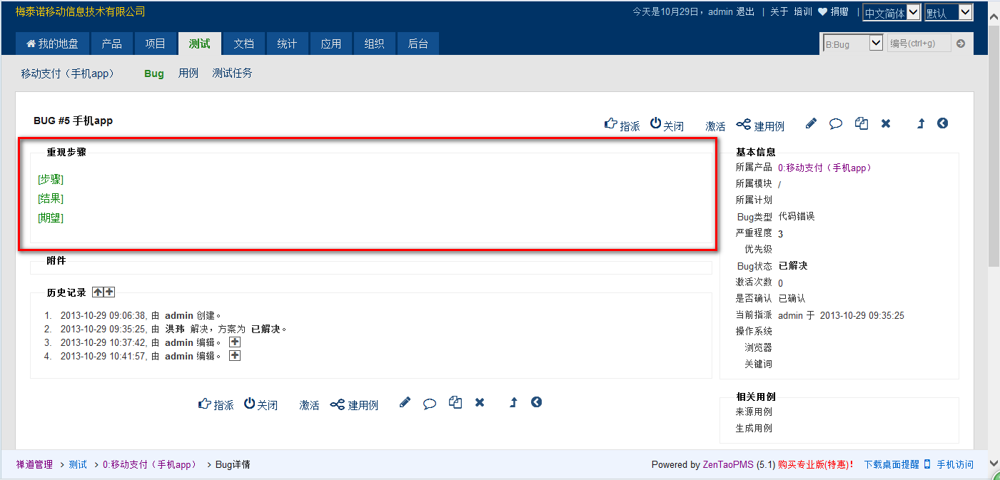 梅泰诺移动信息技术有限公司
今天是10月29日，admin 退出 | 关于 培训 捐赠 | 中文简体 默认
我的地盘 产品 项目 测试 文档 统计 应用 组织 后台
B:Bug 编号(ctrl+g)
移动支付（手机app） Bug 用例 测试任务
BUG #5 手机app
指派 关闭 激活 建用例
重现步骤
[步骤]
[结果]
[期望]
附件
历史记录
1. 2013-10-29 09:06:38, 由 admin 创建。
2. 2013-10-29 09:35:25, 由 洪玮 解决，方案为 已解决。
3. 2013-10-29 10:37:42, 由 admin 编辑。
4. 2013-10-29 10:41:57, 由 admin 编辑。
指派 关闭 激活 建用例
基本信息
所属产品 0:移动支付（手机app）
所属模块 /
所属计划
Bug类型 代码错误
严重程度 3
优先级
Bug状态 已解决
激活次数 0
是否确认 已确认
当前指派 admin 于 2013-10-29 09:35:25
操作系统
浏览器
关键词
相关用例
来源用例
生成用例
禅道管理 › 测试 › 0:移动支付（手机app） › Bug详情
Powered by ZenTaoPMS (5.1) 购买专业版(特惠)！ 下载桌面提醒 手机访问